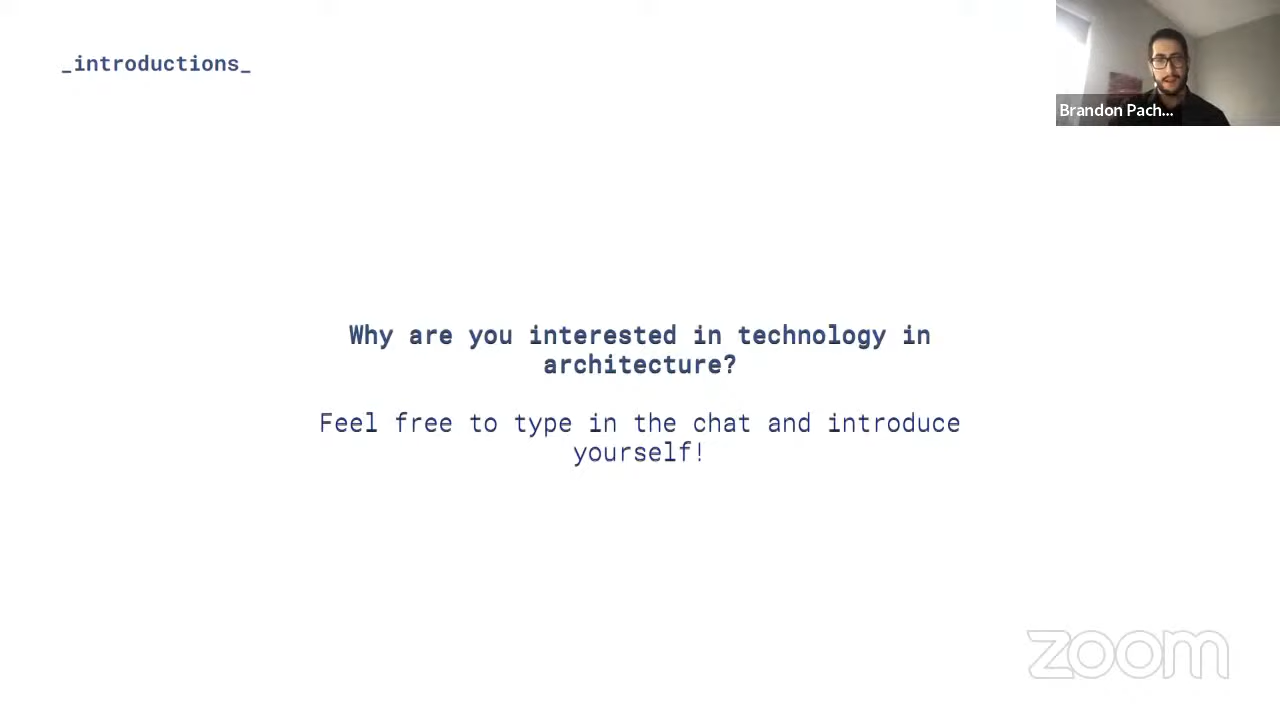 _introductions_
Brandon Pach...
Why are you interested in technology in
architecture?
Feel free to type in the chat and introduce
yourself!
zoom